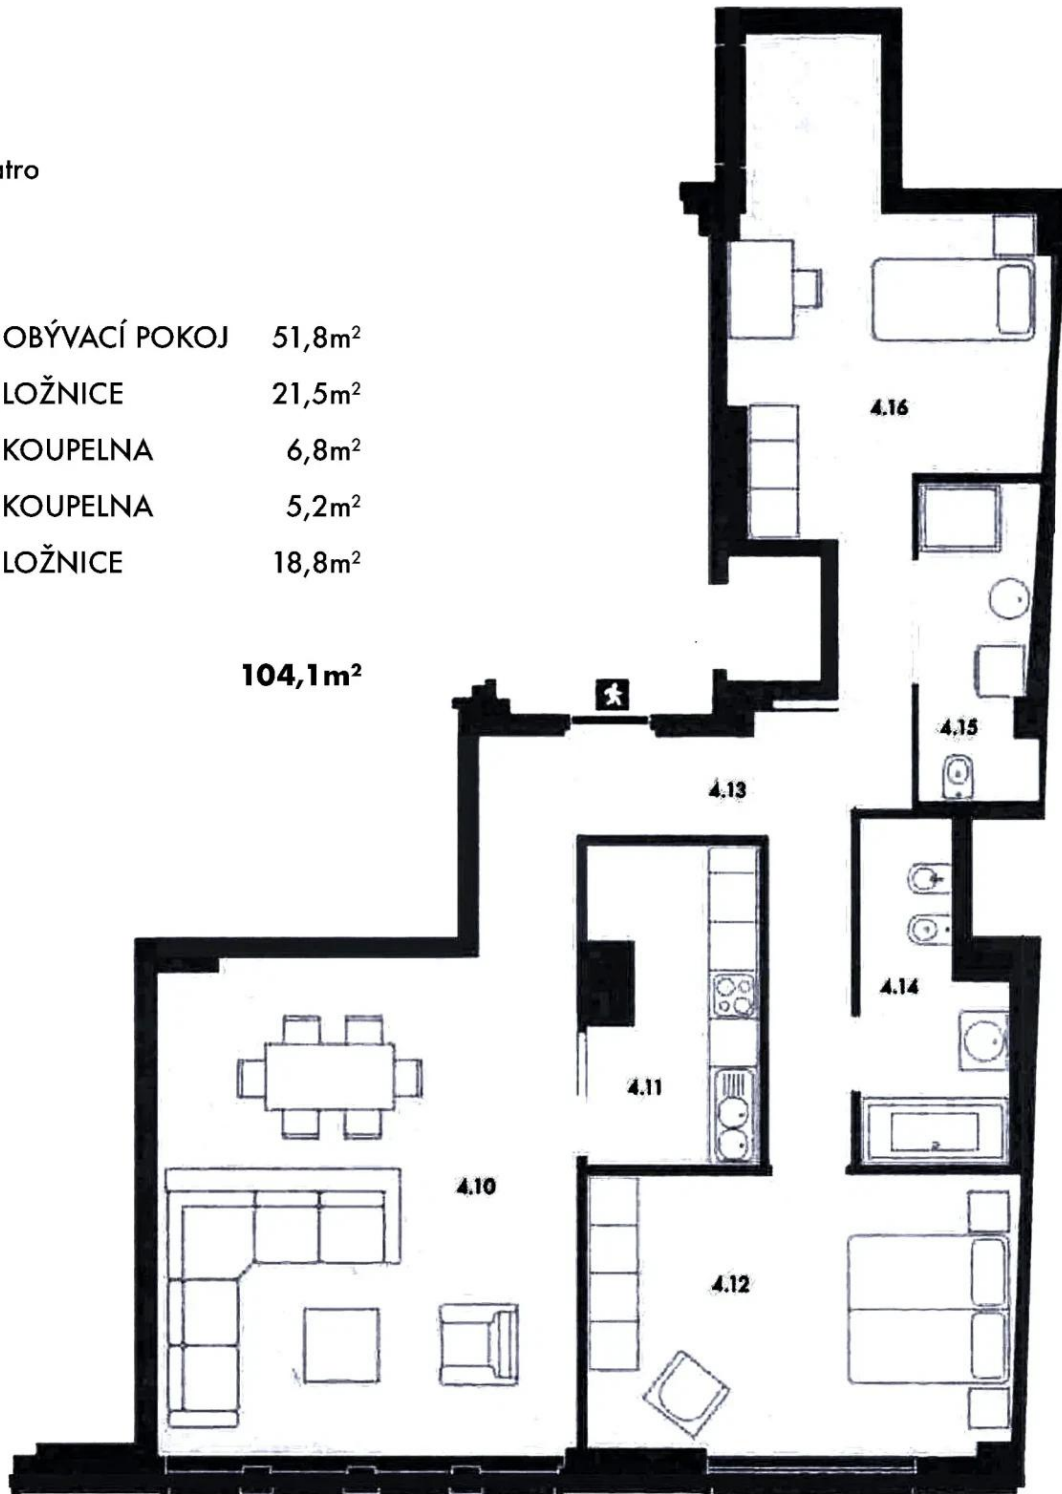 OBÝVACÍ POKOJ 51,8m²
LOŽNICE 21,5m²
KOUPELNA 6,8m²
KOUPELNA 5,2m²
LOŽNICE 18,8m²
104,1m²
4.16
4.15
4.13
4.14
4.11
4.10
4.12